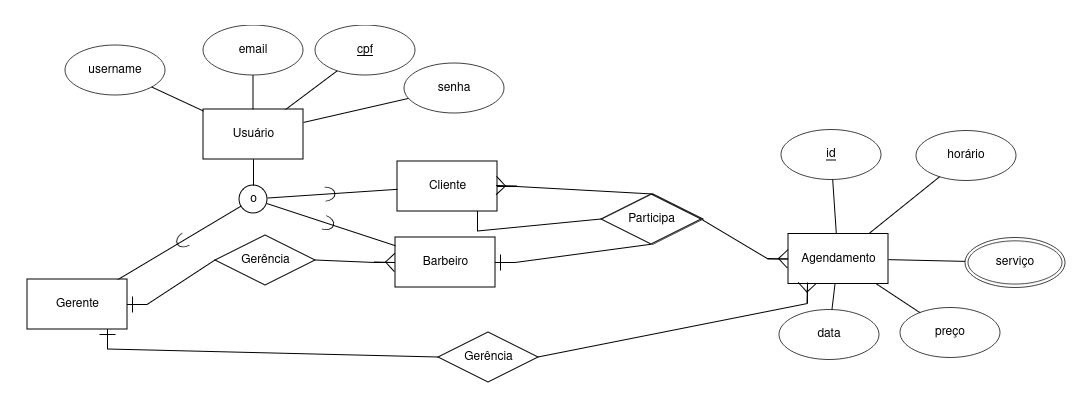 username
email
cpf
senha
Usuário
o
Cliente
Participa
Barbeiro
Gerência
Gerente
Gerência
id
horário
Agendamento
serviço
data
preço